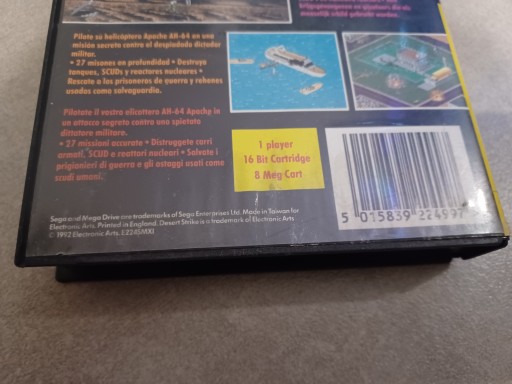 Pilote su helicóptero Apache AH-64 en una
misión secreta contra el despiadado dictador
militar.
• 27 misiones en profundidad • Destruya
tanques, SCUDs y reactores nucleares •
Rescate a los prisioneros de guerra y rehenes
usados como salvaguardia.
Pilotate il vostro elicottero AH-64 Apache in
un attacco segreto contro uno spietato
dittatore militare.
• 27 missioni accurate • Distruggete carri
armati, SCUD e reattori nucleari • Salvate i
prigionieri di guerra e gli ostaggi usati come
scudi umani.
1 player
16 Bit Cartridge
8 Meg Cart
5 015839 224997
Sega and Mega Drive are trademarks of Sega Enterprises Ltd. Made in Taiwan for
Electronic Arts. Printed in England. Desert Strike is a trademark of Electronic Arts
© 1992 Electronic Arts. E2245MXI